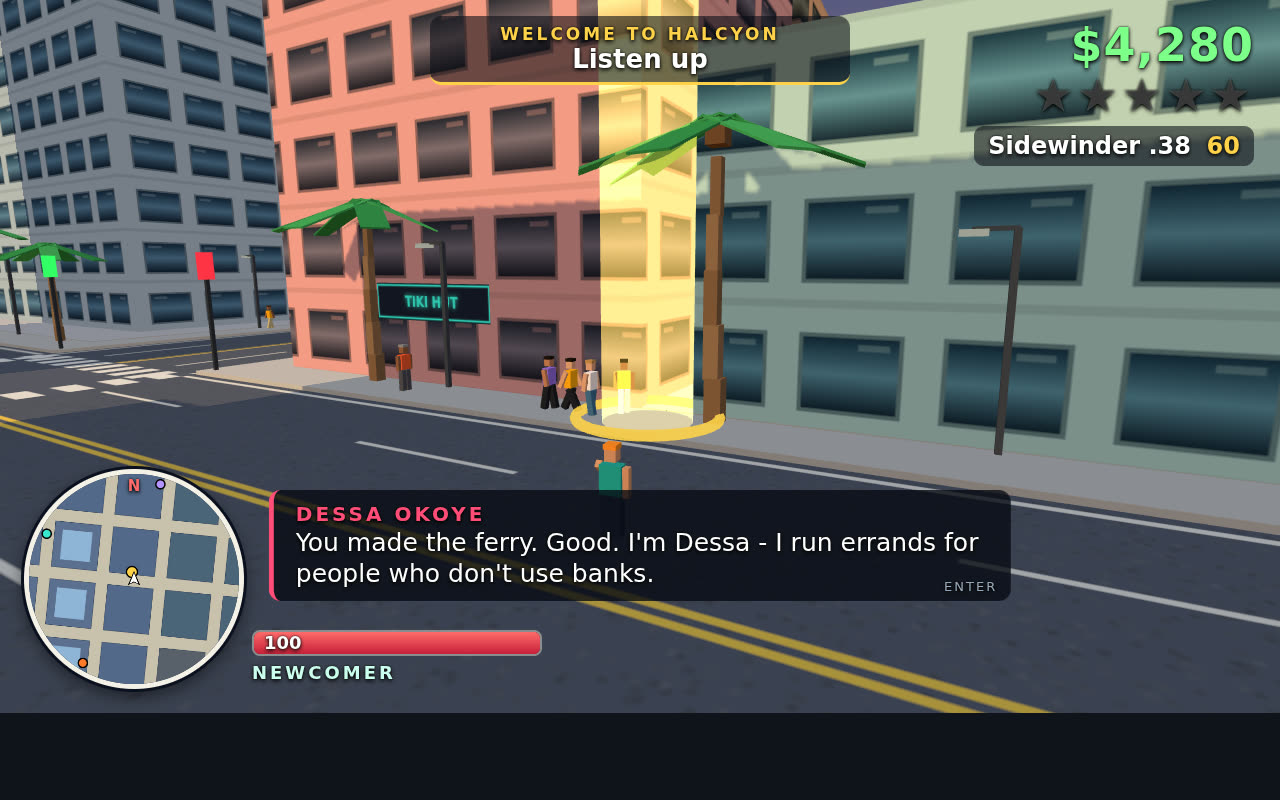 WELCOME TO HALCYON
Listen up
$4,280
Sidewinder .38 60
TIKI HUT
N
DESSA OKOYE
You made the ferry. Good. I'm Dessa - I run errands for
people who don't use banks.
ENTER
100
NEWCOMER